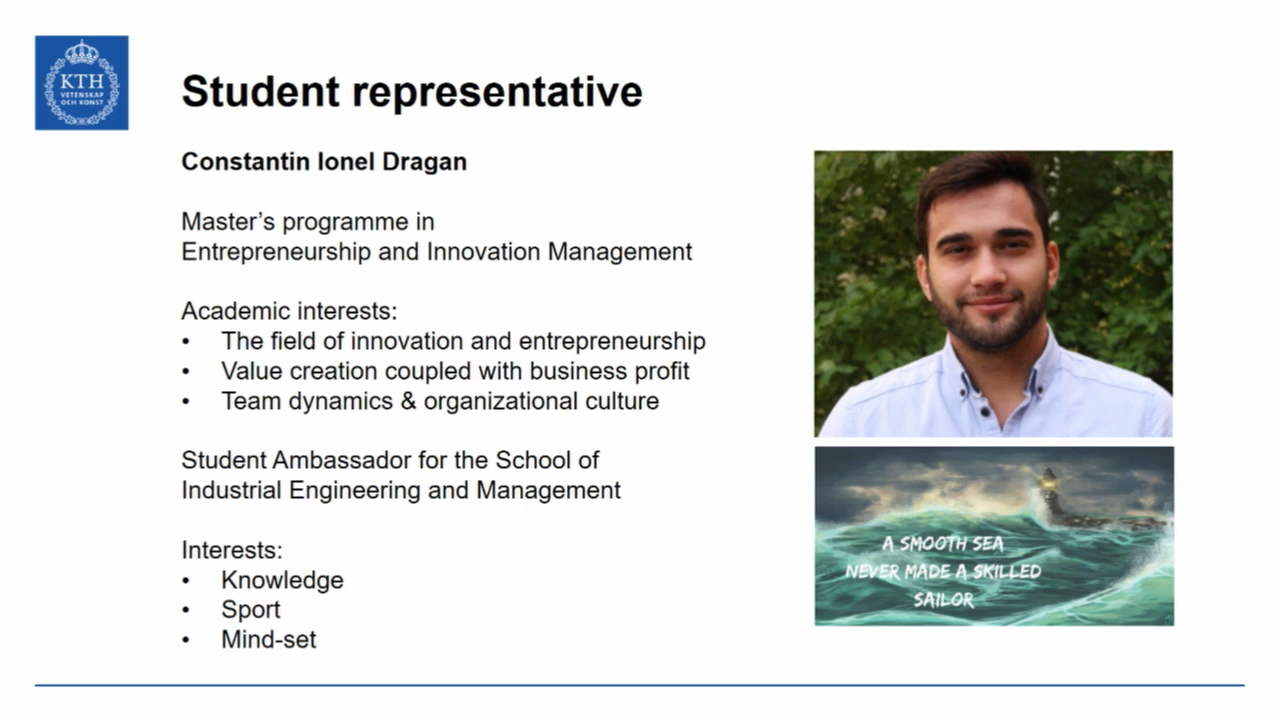 KTH
VETENSKAP
OCH KONST
Student representative
Constantin Ionel Dragan
Master's programme in
Entrepreneurship and Innovation Management
Academic interests:
• The field of innovation and entrepreneurship
• Value creation coupled with business profit
• Team dynamics & organizational culture
Student Ambassador for the School of
Industrial Engineering and Management
Interests:
• Knowledge
• Sport
• Mind-set
A SMOOTH SEA
NEVER MADE A SKILLED
SAILOR